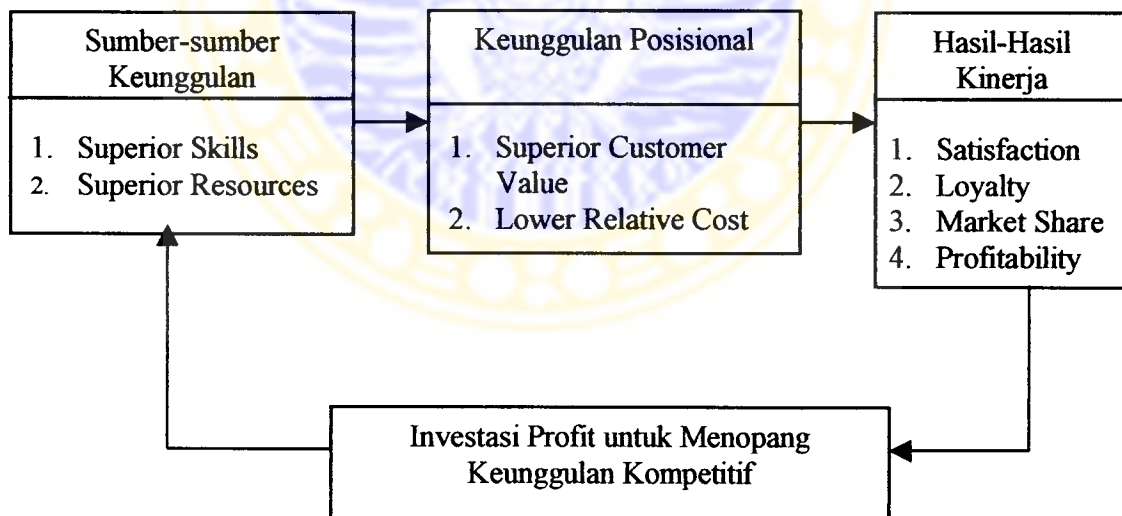 Sumber-sumber
Keunggulan
1. Superior Skills
2. Superior Resources
Keunggulan Posisional
1. Superior Customer
Value
2. Lower Relative Cost
Hasil-Hasil
Kinerja
1. Satisfaction
2. Loyalty
3. Market Share
4. Profitability
Investasi Profit untuk Menopang
Keunggulan Kompetitif